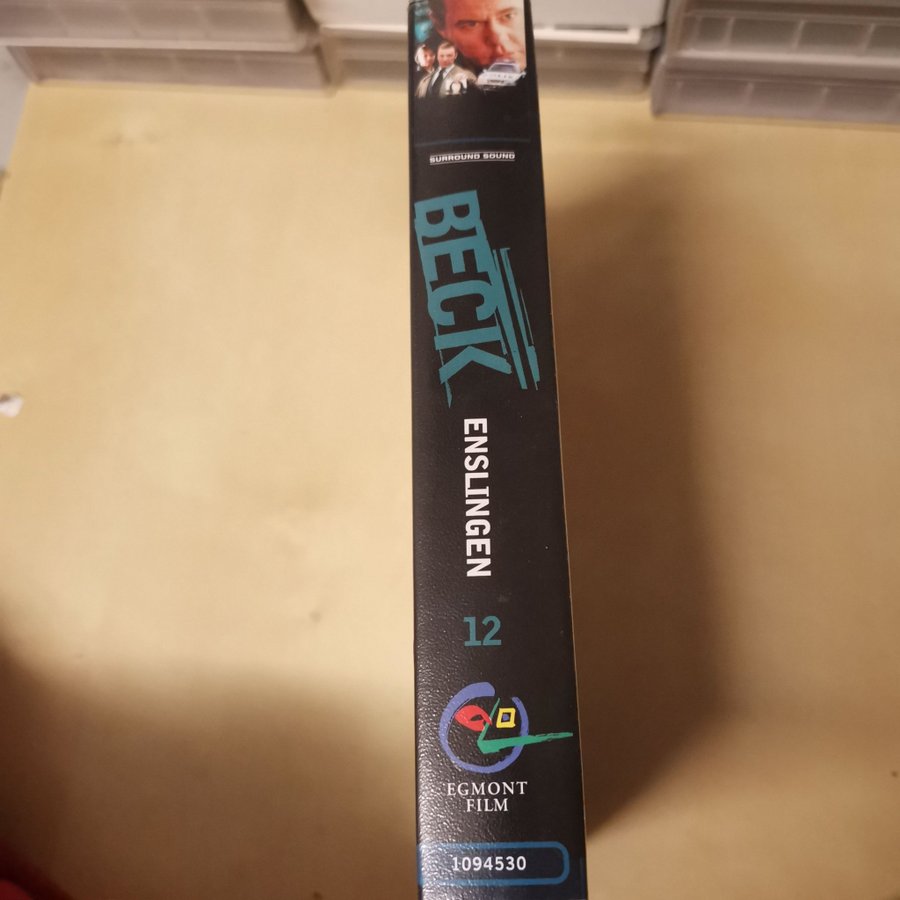 SURROUND SOUND
BECK
ENSLINGEN
12
EGMONT
FILM
1094530